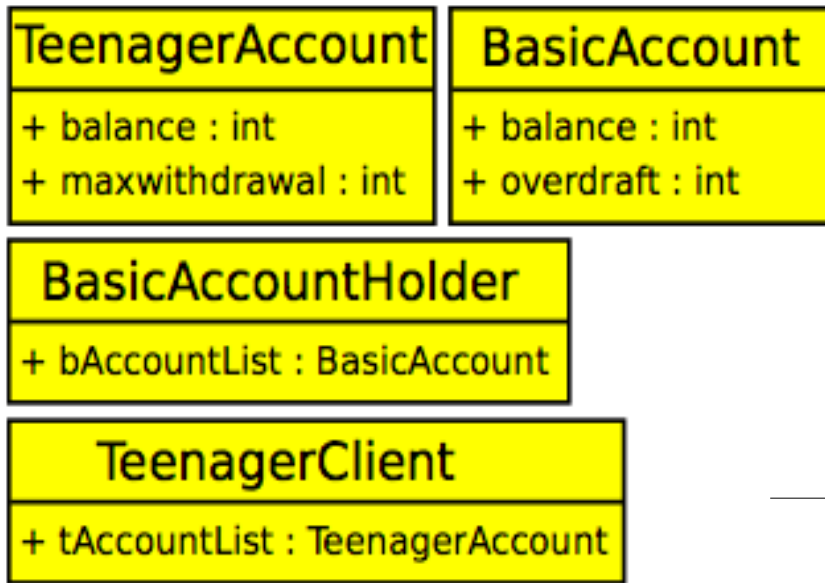 TeenagerAccount
+ balance : int
+ maxwithdrawal : int
BasicAccount
+ balance : int
+ overdraft : int
BasicAccountHolder
+ bAccountList : BasicAccount
TeenagerClient
+ tAccountList : TeenagerAccount